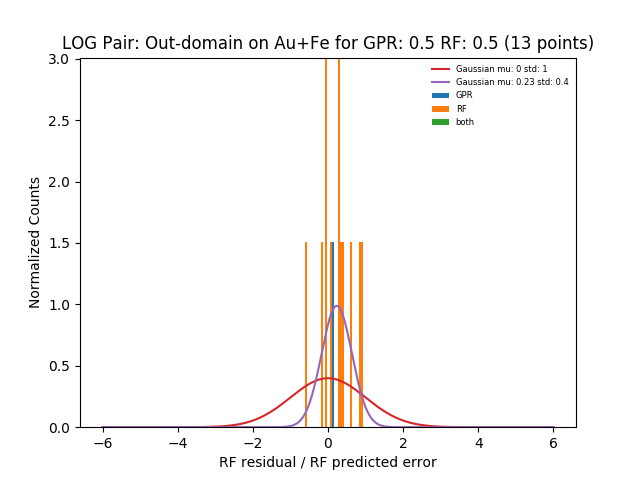 LOG Pair: Out-domain on Au+Fe for GPR: 0.5 RF: 0.5 (13 points)
Gaussian mu: 0 std: 1
Gaussian mu: 0.23 std: 0.4
GPR
RF
both
3.0
2.5
2.0
1.5
1.0
0.5
0.0
Normalized Counts
−6 −4 −2 0 2 4 6
RF residual / RF predicted error